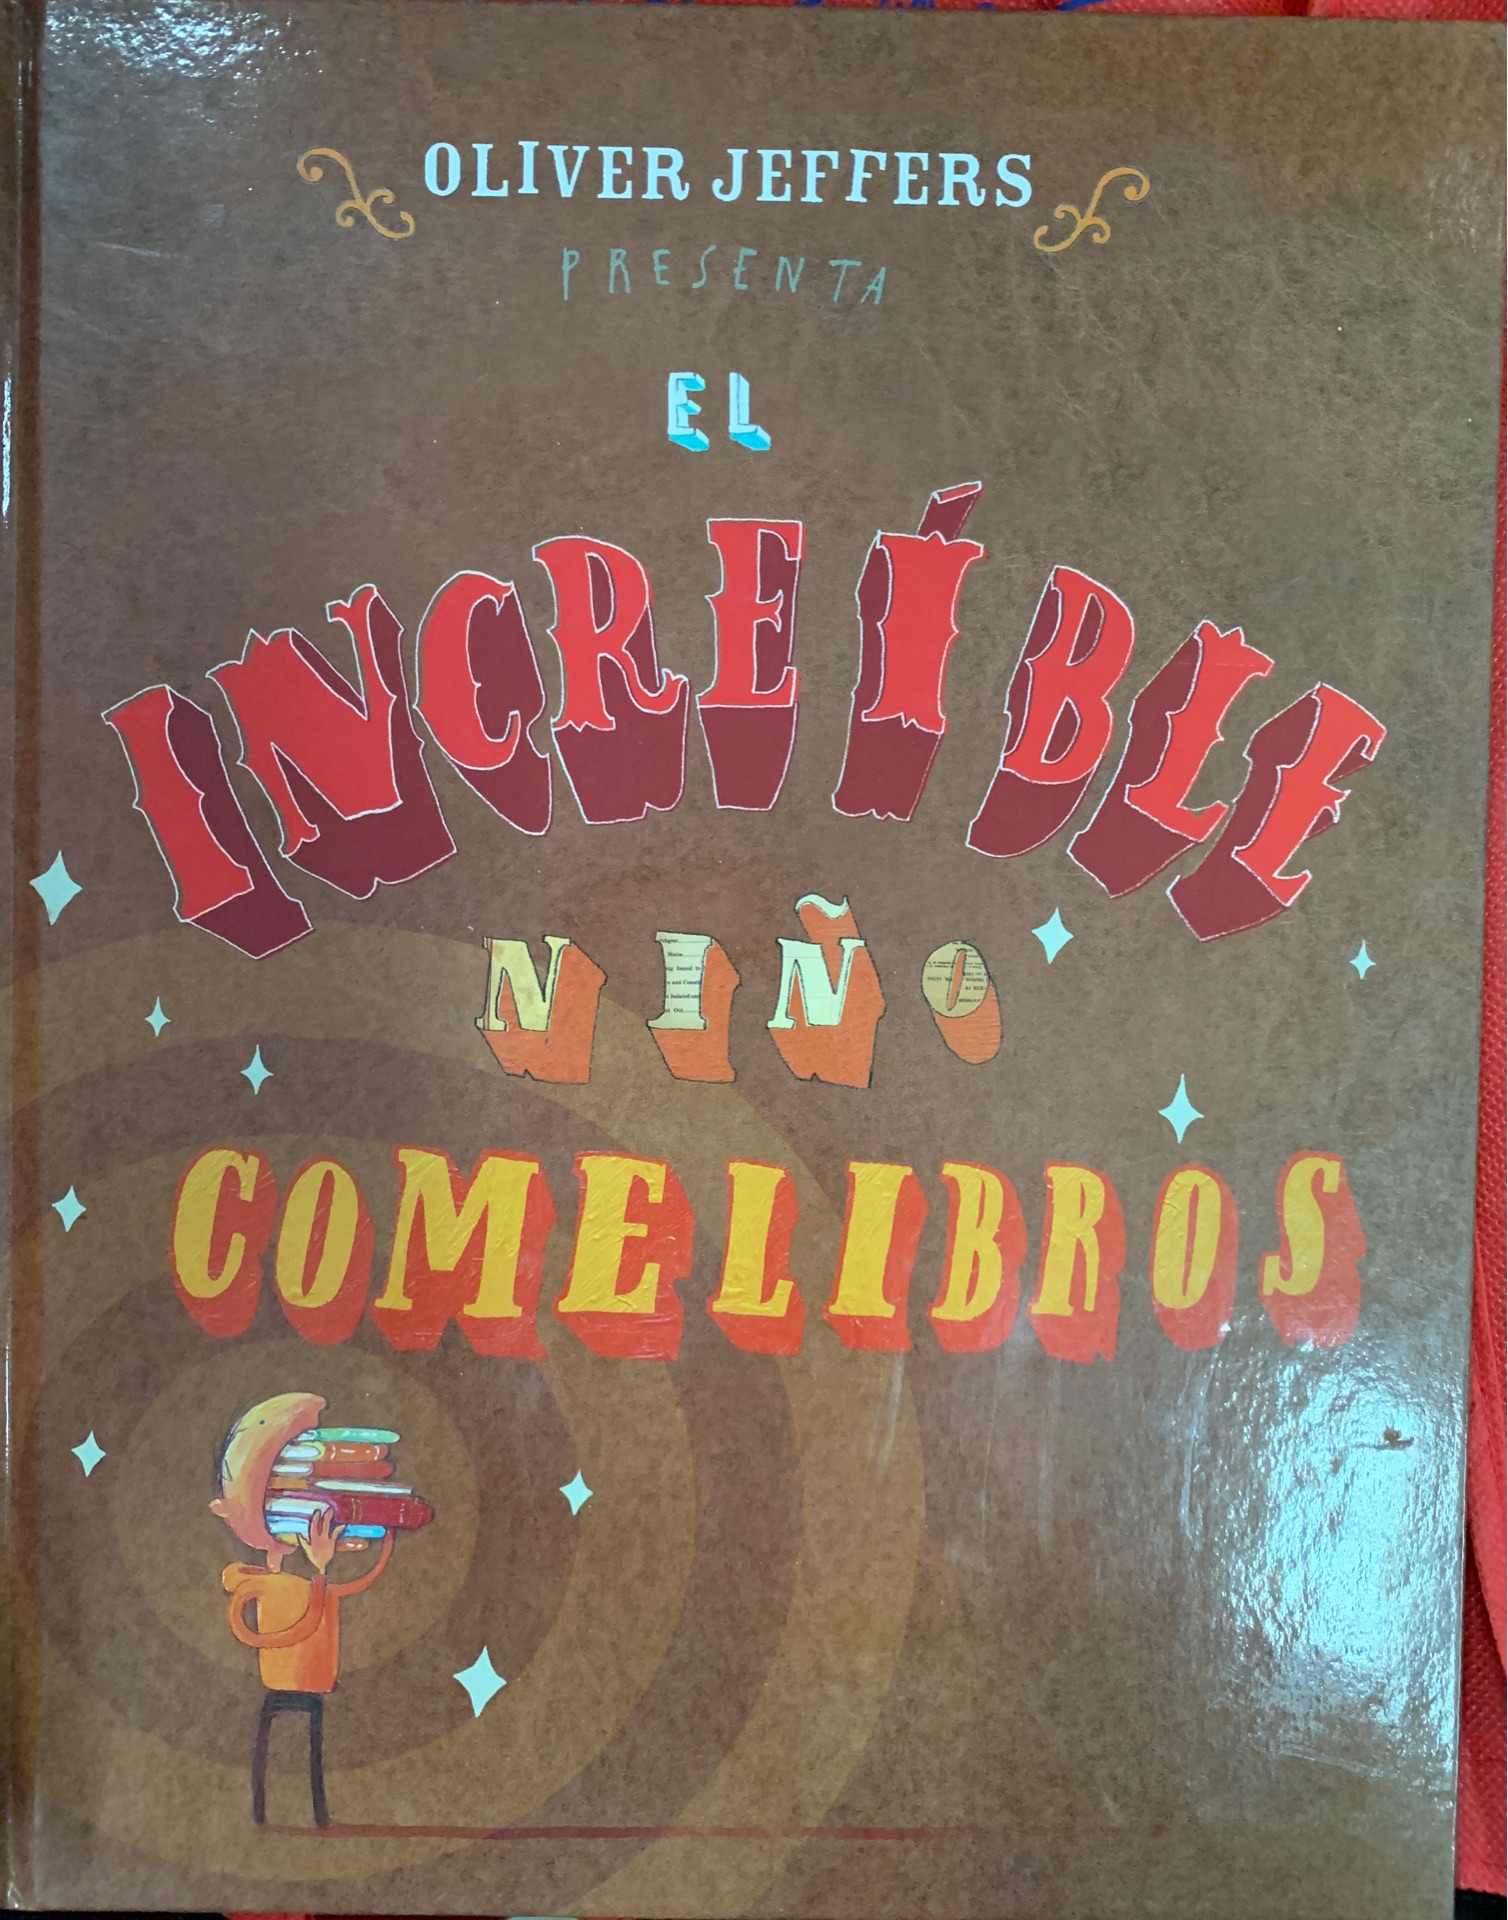 OLIVER JEFFERS
PRESENTA
EL
INCREÍBLE
NIÑO
COMELIBROS